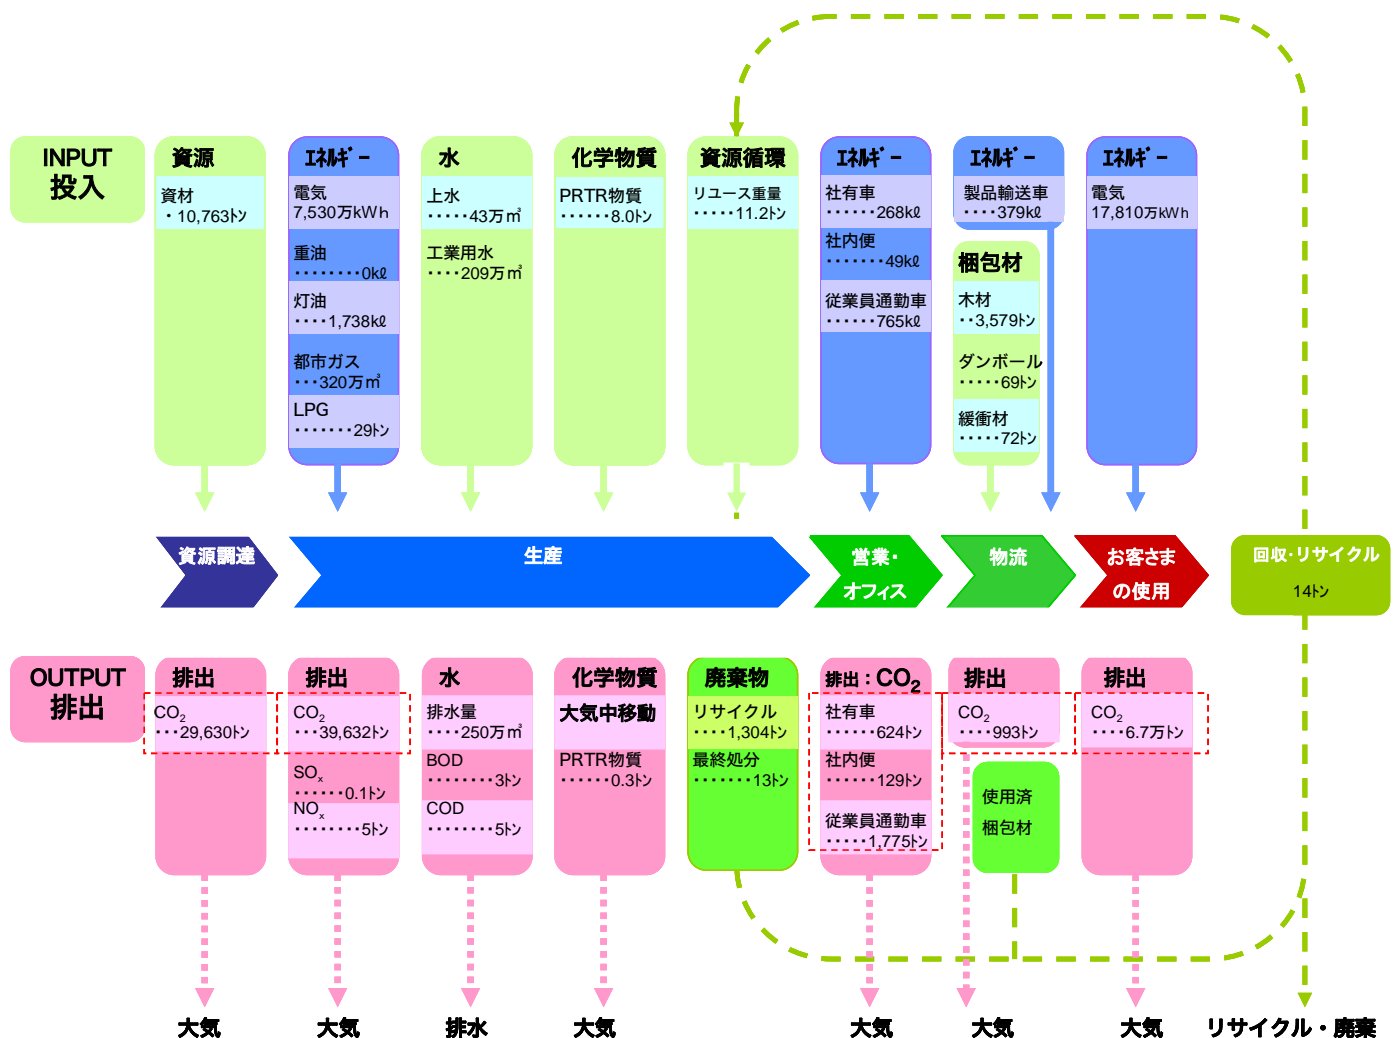 INPUT
投入
資源
資材
・10,763㌧
ｴﾈﾙｷﾞｰ
電気
7,530万kWh
重油
・・・・・・・・0kℓ
灯油
・・・・1,738kℓ
都市ガス
・・・320万㎥
LPG
・・・・・・・29㌧
水
上水
・・・・・43万㎥
工業用水
・・・・209万㎥
化学物質
PRTR物質
・・・・・・8.0㌧
資源循環
リユース重量
・・・・・11.2㌧
ｴﾈﾙｷﾞｰ
社有車
・・・・・・268kℓ
社内便
・・・・・・・49kℓ
従業員通勤車
・・・・・・765kℓ
ｴﾈﾙｷﾞｰ
製品輸送車
・・・・379kℓ
梱包材
木材
・・3,579㌧
ダンボール
・・・・・69㌧
緩衝材
・・・・・72㌧
ｴﾈﾙｷﾞｰ
電気
17,810万kWh
資源調達
生産
営業・
オフィス
物流
お客さま
の使用
回収・リサイクル
14㌧
OUTPUT
排出
排出
CO₂
・・・29,630㌧
排出
CO₂
・・・39,632㌧
SOₓ
・・・・・・0.1㌧
NOₓ
・・・・・・・・5㌧
水
排水量
・・・・250万㎥
BOD
・・・・・・・・3㌧
COD
・・・・・・・・5㌧
化学物質
大気中移動
PRTR物質
・・・・・・0.3㌧
廃棄物
リサイクル
・・・・1,304㌧
最終処分
・・・・・・・13㌧
排出：CO₂
社有車
・・・・・・624㌧
社内便
・・・・・・129㌧
従業員通勤車
・・・・・1,775㌧
排出
CO₂
・・・・993㌧
使用済
梱包材
排出
CO₂
・・・・6.7万㌧
大気
大気
排水
大気
大気
大気
大気
リサイクル・廃棄